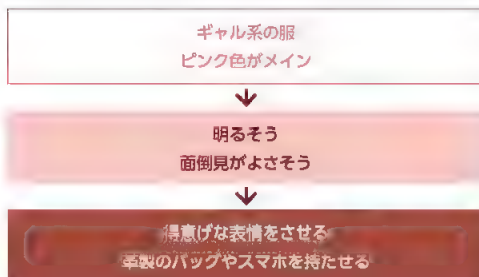 ギャル系の服
ピンク色がメイン
明るそう
面倒見がよさそう
得意げな表情をさせる
革製のバッグやスマホを持たせる